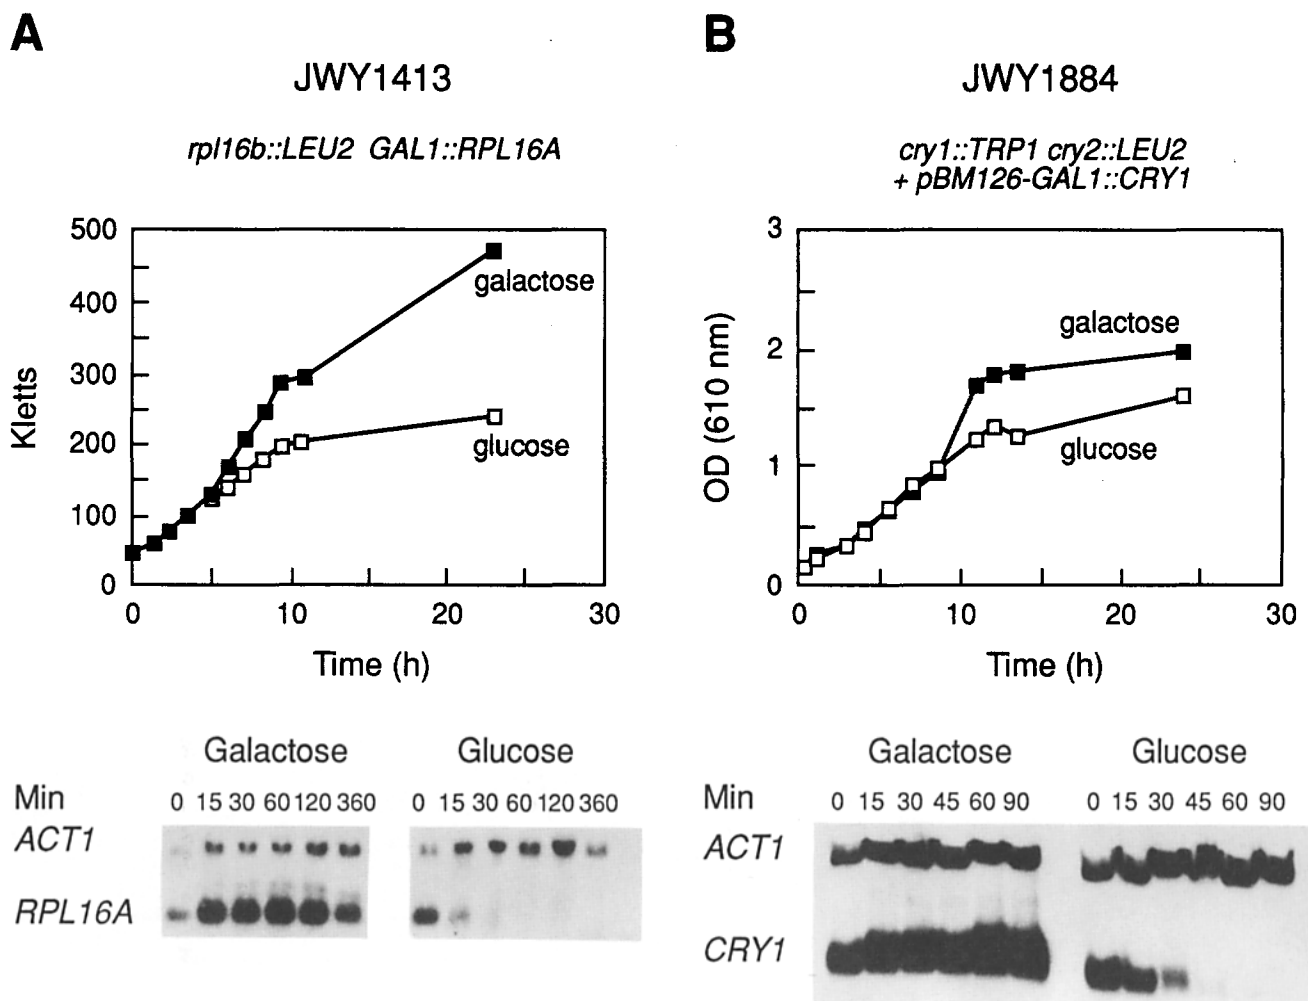 A
JWY1413
rpl16b::LEU2 GAL1::RPL16A
500
400
300
200
100
0
Kletts
galactose
glucose
0 10 20 30
Time (h)
Galactose Glucose
Min 0 15 30 60 120 360 0 15 30 60 120 360
ACT1
RPL16A
B
JWY1884
cry1::TRP1 cry2::LEU2
+ pBM126-GAL1::CRY1
3
2
1
0
OD (610 nm)
galactose
glucose
0 10 20 30
Time (h)
Galactose Glucose
Min 0 15 30 45 60 90 0 15 30 45 60 90
ACT1
CRY1